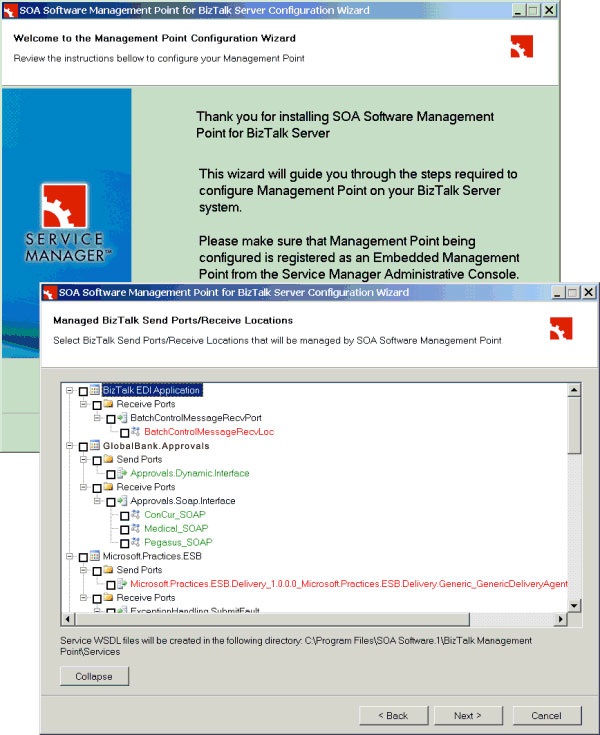 SOA Software Management Point for BizTalk Server Configuration Wizard
Welcome to the Management Point Configuration Wizard
Review the instructions bellow to configure your Management Point
Thank you for installing SOA Software Management
Point for BizTalk Server
This wizard will guide you through the steps required to
configure Management Point on your BizTalk Server
system.
Please make sure that Management Point being
configured is registered as an Embedded Management
Point from the Service Manager Administrative Console.
SERVICE
MANAGER™
SOA Software Management Point for BizTalk Server Configuration Wizard
Managed BizTalk Send Ports/Receive Locations
Select BizTalk Send Ports/Receive Locations that will be managed by SOA Software Management Point
BizTalk EDI Application
Receive Ports
BatchControlMessageRecvPort
BatchControlMessageRecvLoc
GlobalBank.Approvals
Send Ports
Approvals.Dynamic.Interface
Receive Ports
Approvals.Soap.Interface
ConCur_SOAP
Medical_SOAP
Pegasus_SOAP
Microsoft.Practices.ESB
Send Ports
Microsoft.Practices.ESB.Delivery_1.0.0.0_Microsoft.Practices.ESB.Delivery.Generic_GenericDeliveryAgent
Receive Ports
ExceptionHandling.SubmitFault
Service WSDL files will be created in the following directory: C:\Program Files\SOA Software.1\BizTalk Management
Point\Services
Collapse
< Back
Next >
Cancel